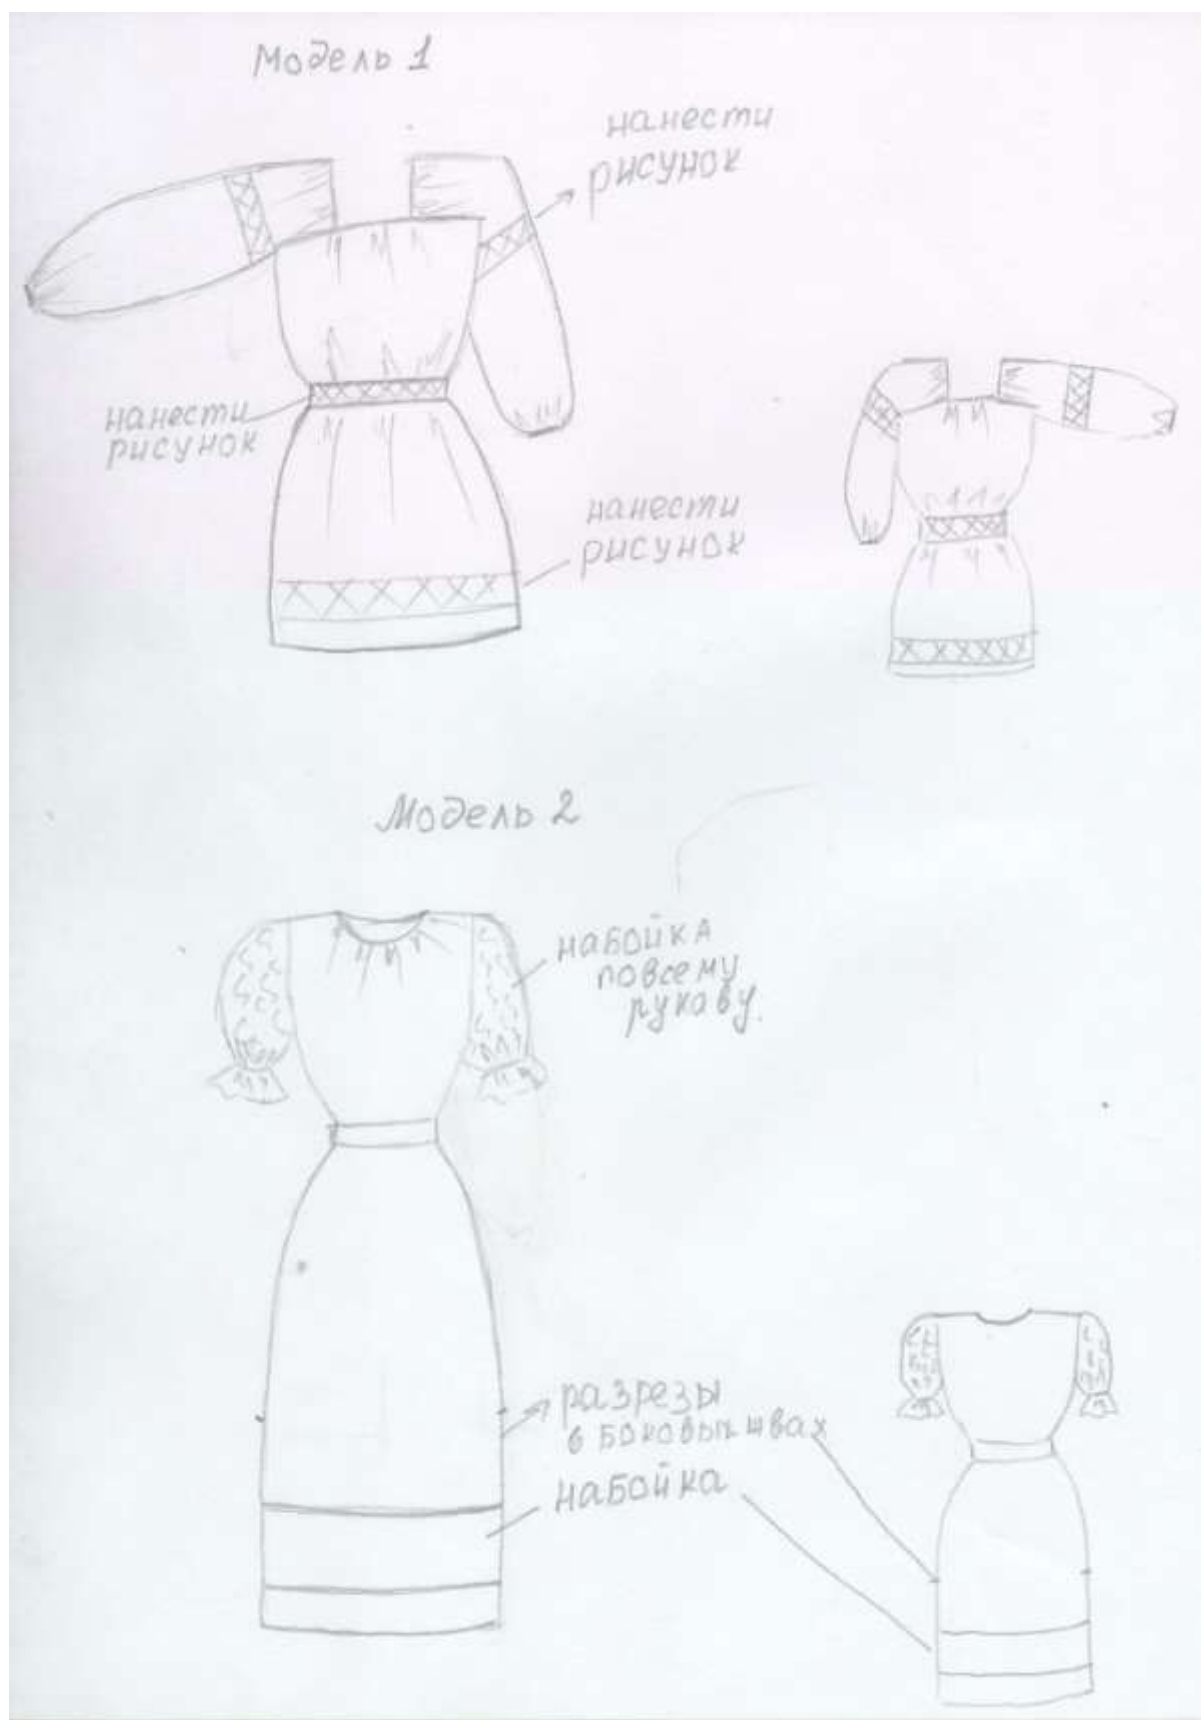 Модель 1
нанести
рисунок
нанести
рисунок
нанести
рисунок
Модель 2
набойка
по всему
рукаву.
разрезы
в боковых швах
набойка